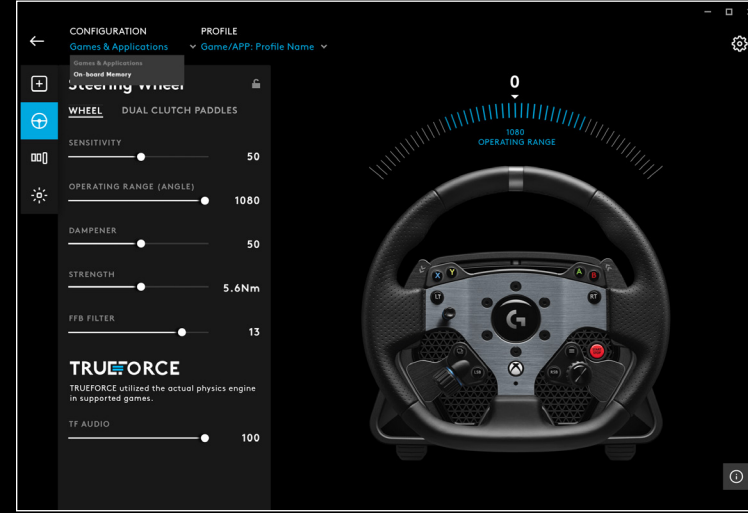 CONFIGURATION
PROFILE
Games & Applications
Game/APP: Profile Name
Games & Applications
On-board Memory
Steering Wheel
WHEEL
DUAL CLUTCH PADDLES
SENSITIVITY
50
OPERATING RANGE (ANGLE)
1080
DAMPENER
50
STRENGTH
5.6Nm
FFB FILTER
13
TRUEFORCE
TRUEFORCE utilized the actual physics engine
in supported games.
TF AUDIO
100
0
1080
OPERATING RANGE
X
Y
A
B
LT
RT
G
LSB
RSB